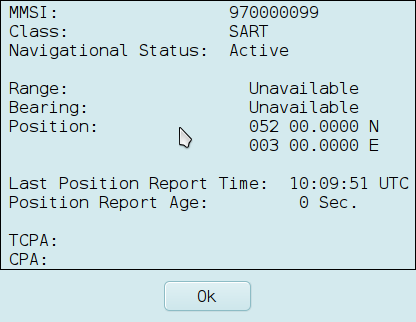 MMSI: 970000099
Class: SART
Navigational Status: Active
Range: Unavailable
Bearing: Unavailable
Position: 052 00.0000 N
003 00.0000 E
Last Position Report Time: 10:09:51 UTC
Position Report Age: 0 Sec.
TCPA:
CPA:
Ok